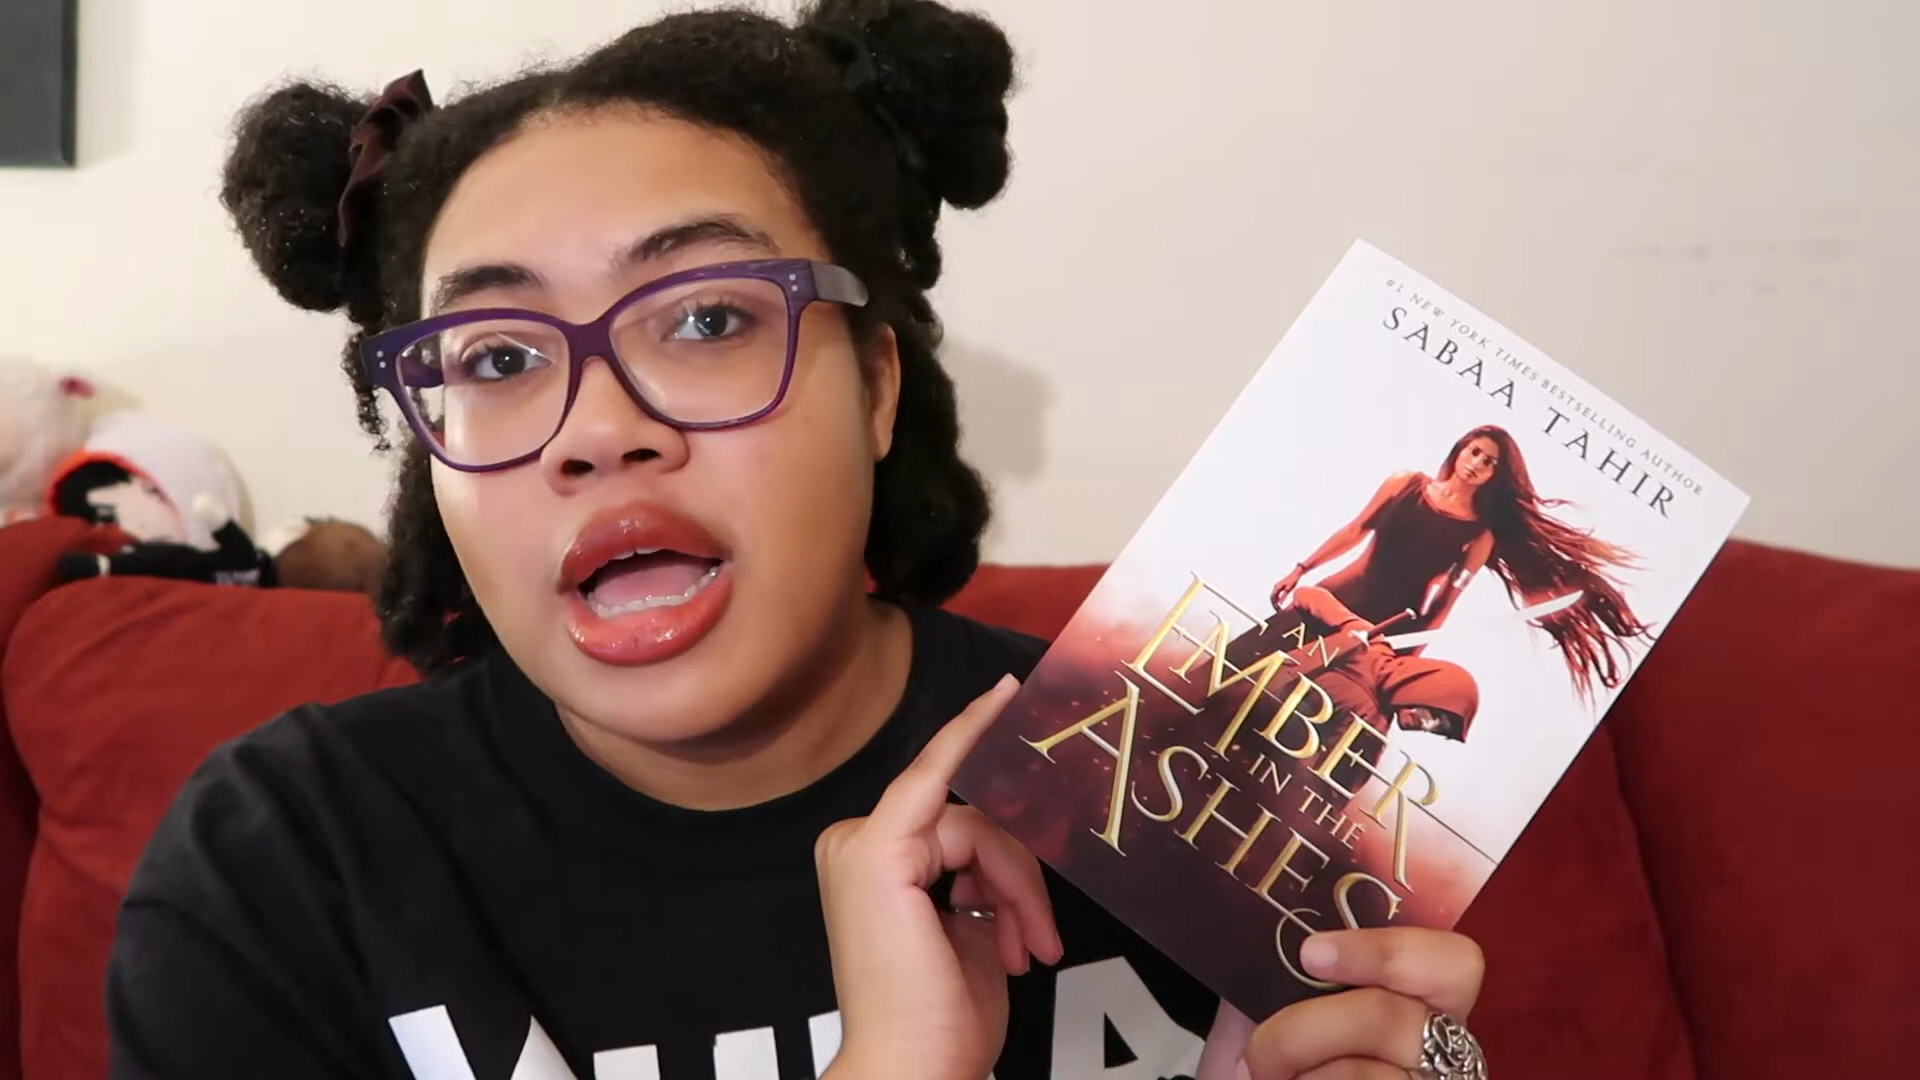 #1 NEW YORK TIMES BESTSELLING AUTHOR
SABAA TAHIR
AN
EMBER
IN THE
ASHES